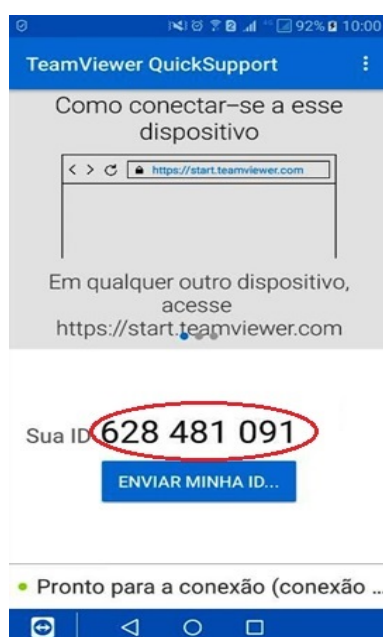 92% 10:00
TeamViewer QuickSupport
Como conectar-se a esse
dispositivo
https://start.teamviewer.com
Em qualquer outro dispositivo,
acesse
https://start.teamviewer.com
Sua ID 628 481 091
ENVIAR MINHA ID...
Pronto para a conexão (conexão ...